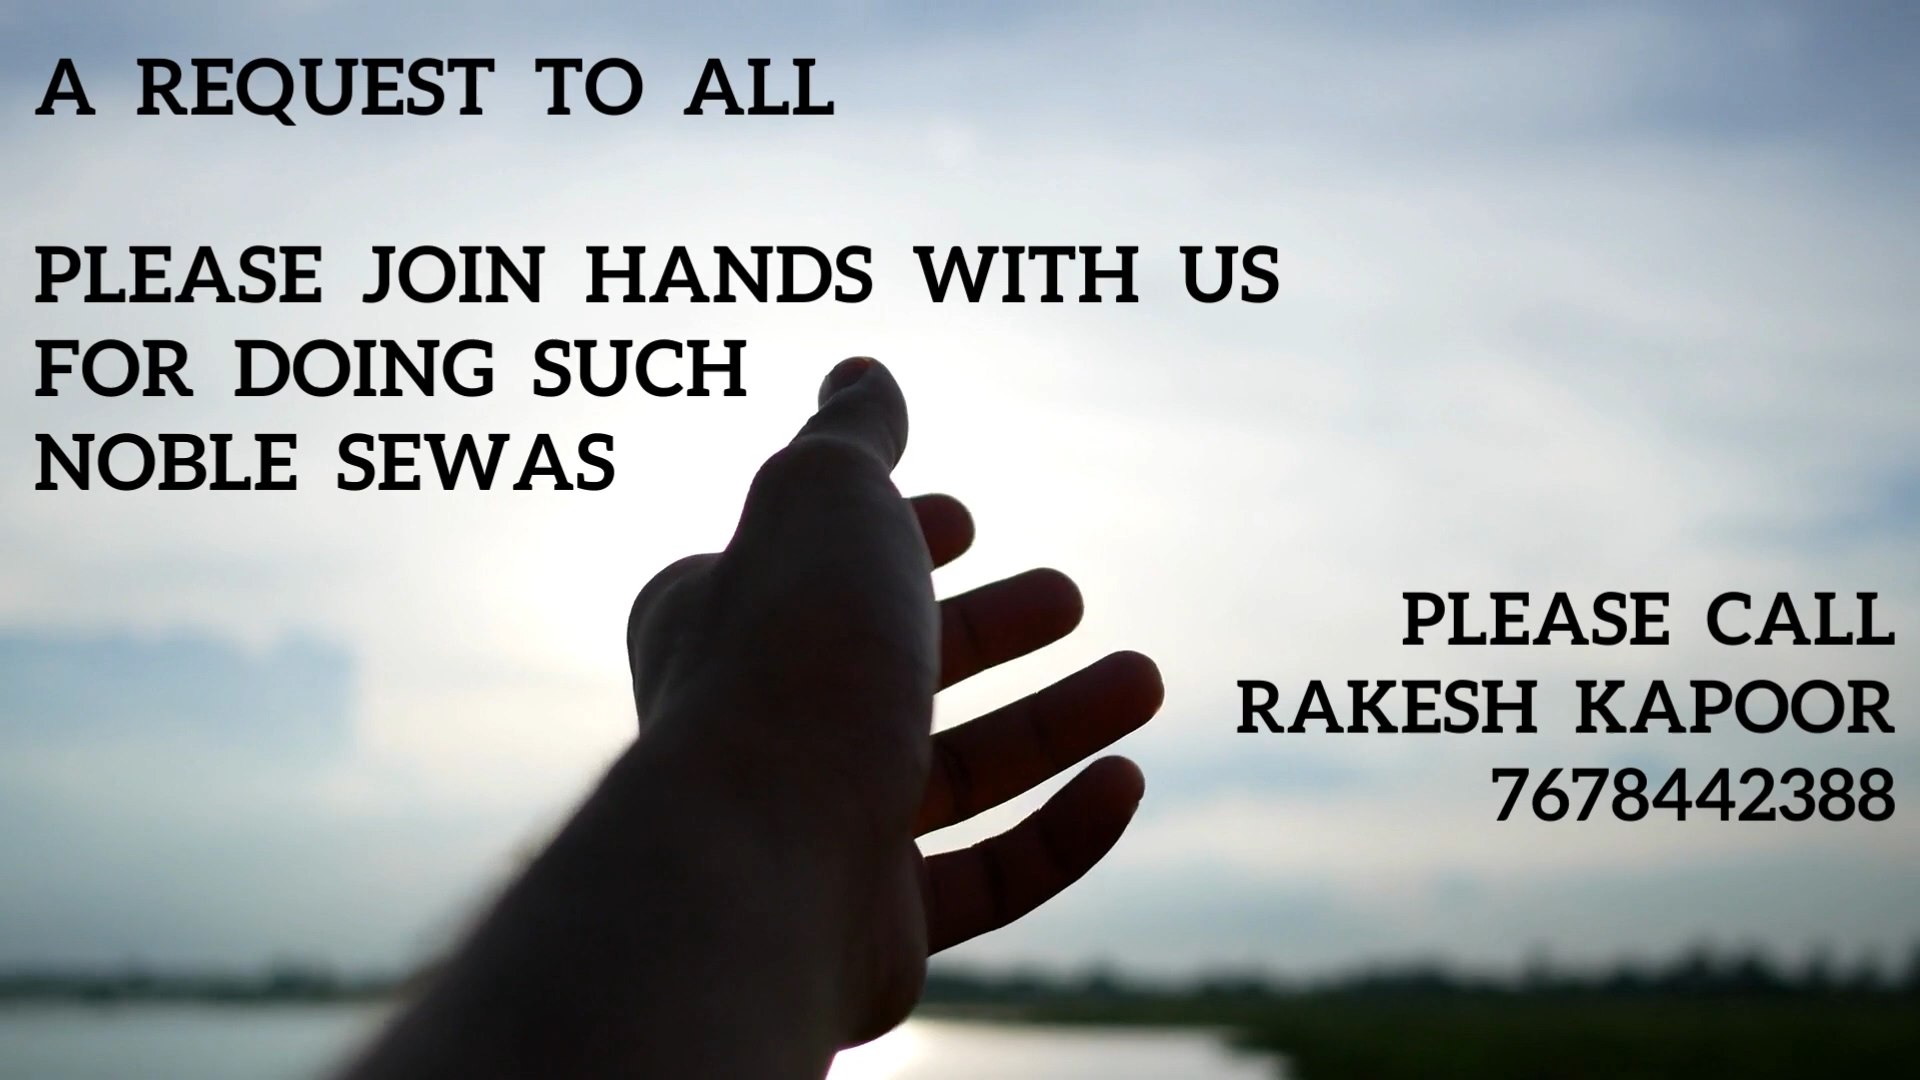 A REQUEST TO ALL
PLEASE JOIN HANDS WITH US
FOR DOING SUCH
NOBLE SEWAS
PLEASE CALL
RAKESH KAPOOR
7678442388